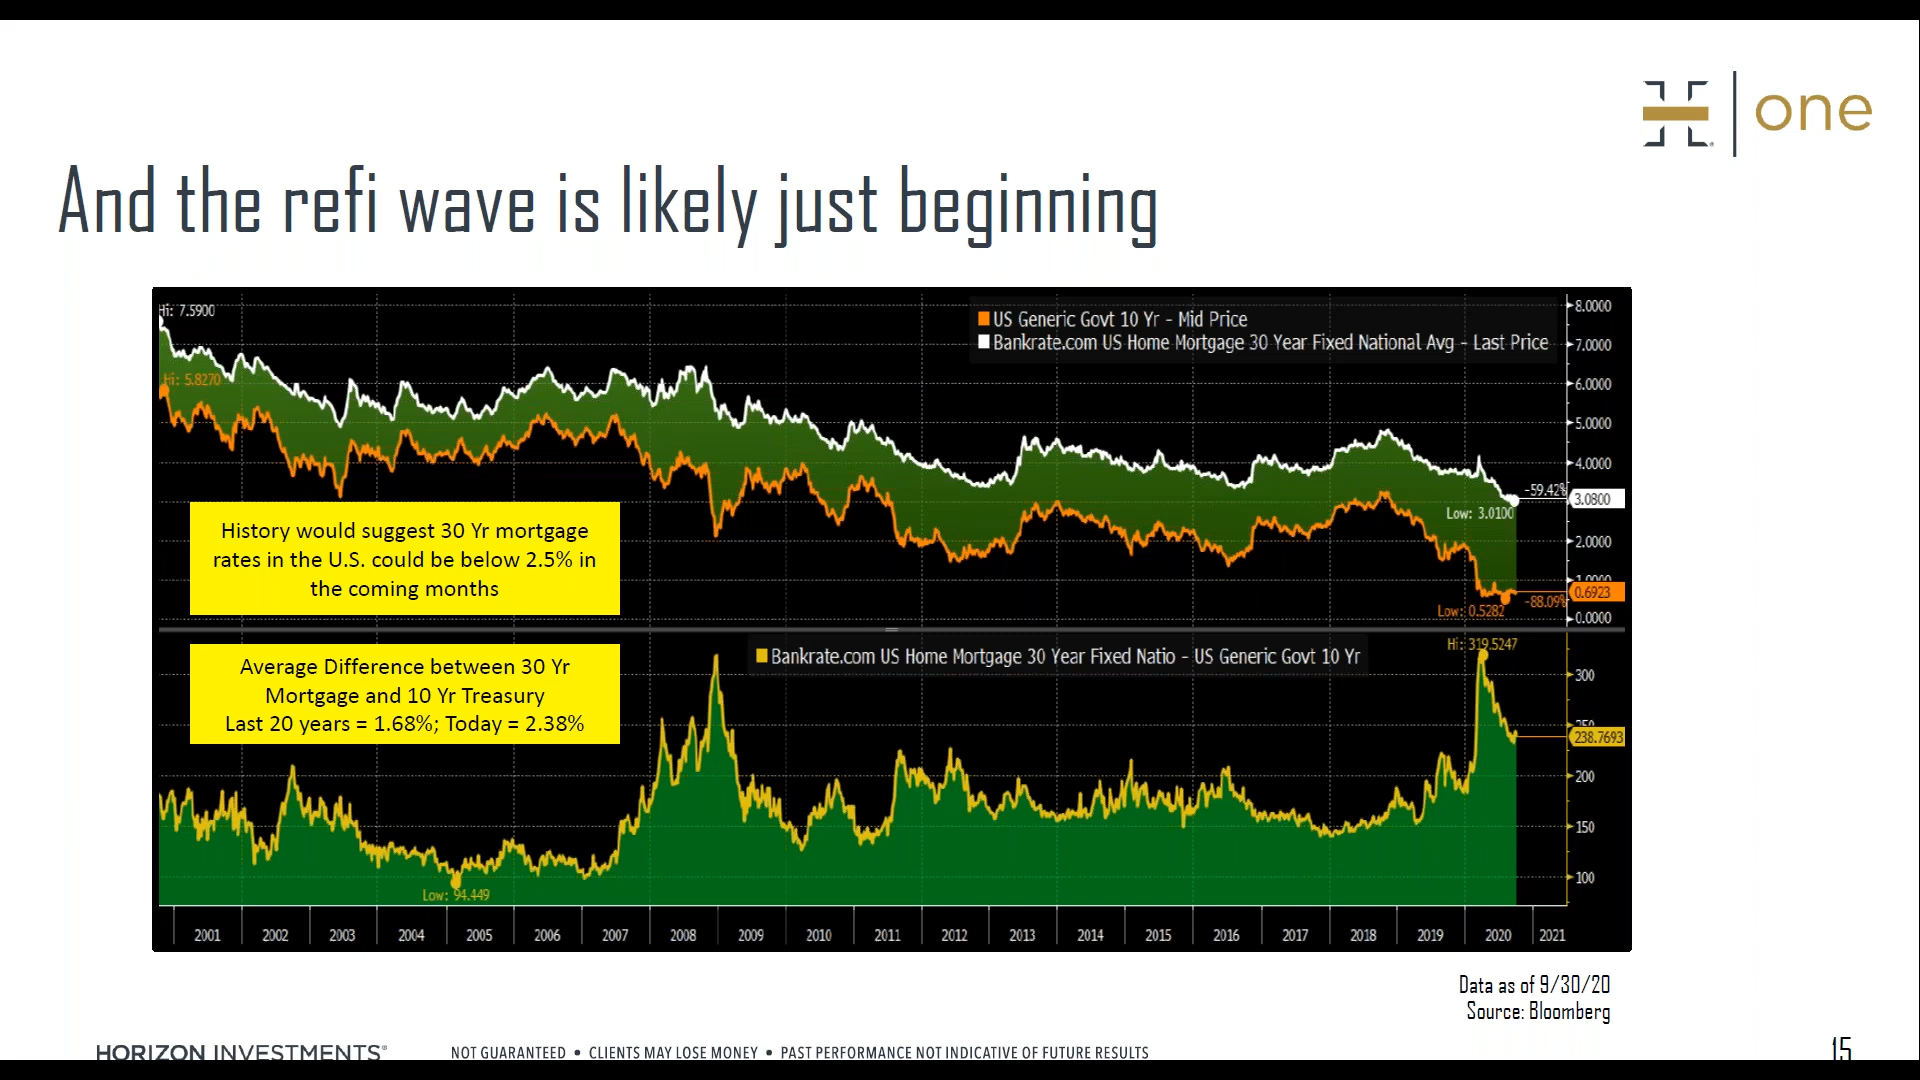 one
And the refi wave is likely just beginning
Hi: 7.5900
Hi: 5.8270
US Generic Govt 10 Yr - Mid Price
Bankrate.com US Home Mortgage 30 Year Fixed National Avg - Last Price
8.0000
7.0000
6.0000
5.0000
4.0000
-59.42%
3.0800
Low: 3.0100
2.0000
1.0000
0.6923
-88.09%
Low: 0.5282
0.0000
History would suggest 30 Yr mortgage
rates in the U.S. could be below 2.5% in
the coming months
Average Difference between 30 Yr
Mortgage and 10 Yr Treasury
Last 20 years = 1.68%; Today = 2.38%
Bankrate.com US Home Mortgage 30 Year Fixed Natio - US Generic Govt 10 Yr
Hi: 319.5247
300
250
238.7693
200
150
100
Low: 94.449
2001 2002 2003 2004 2005 2006 2007 2008 2009 2010 2011 2012 2013 2014 2015 2016 2017 2018 2019 2020 2021
Data as of 9/30/20
Source: Bloomberg
HORIZON INVESTMENTS®
NOT GUARANTEED • CLIENTS MAY LOSE MONEY • PAST PERFORMANCE NOT INDICATIVE OF FUTURE RESULTS
15